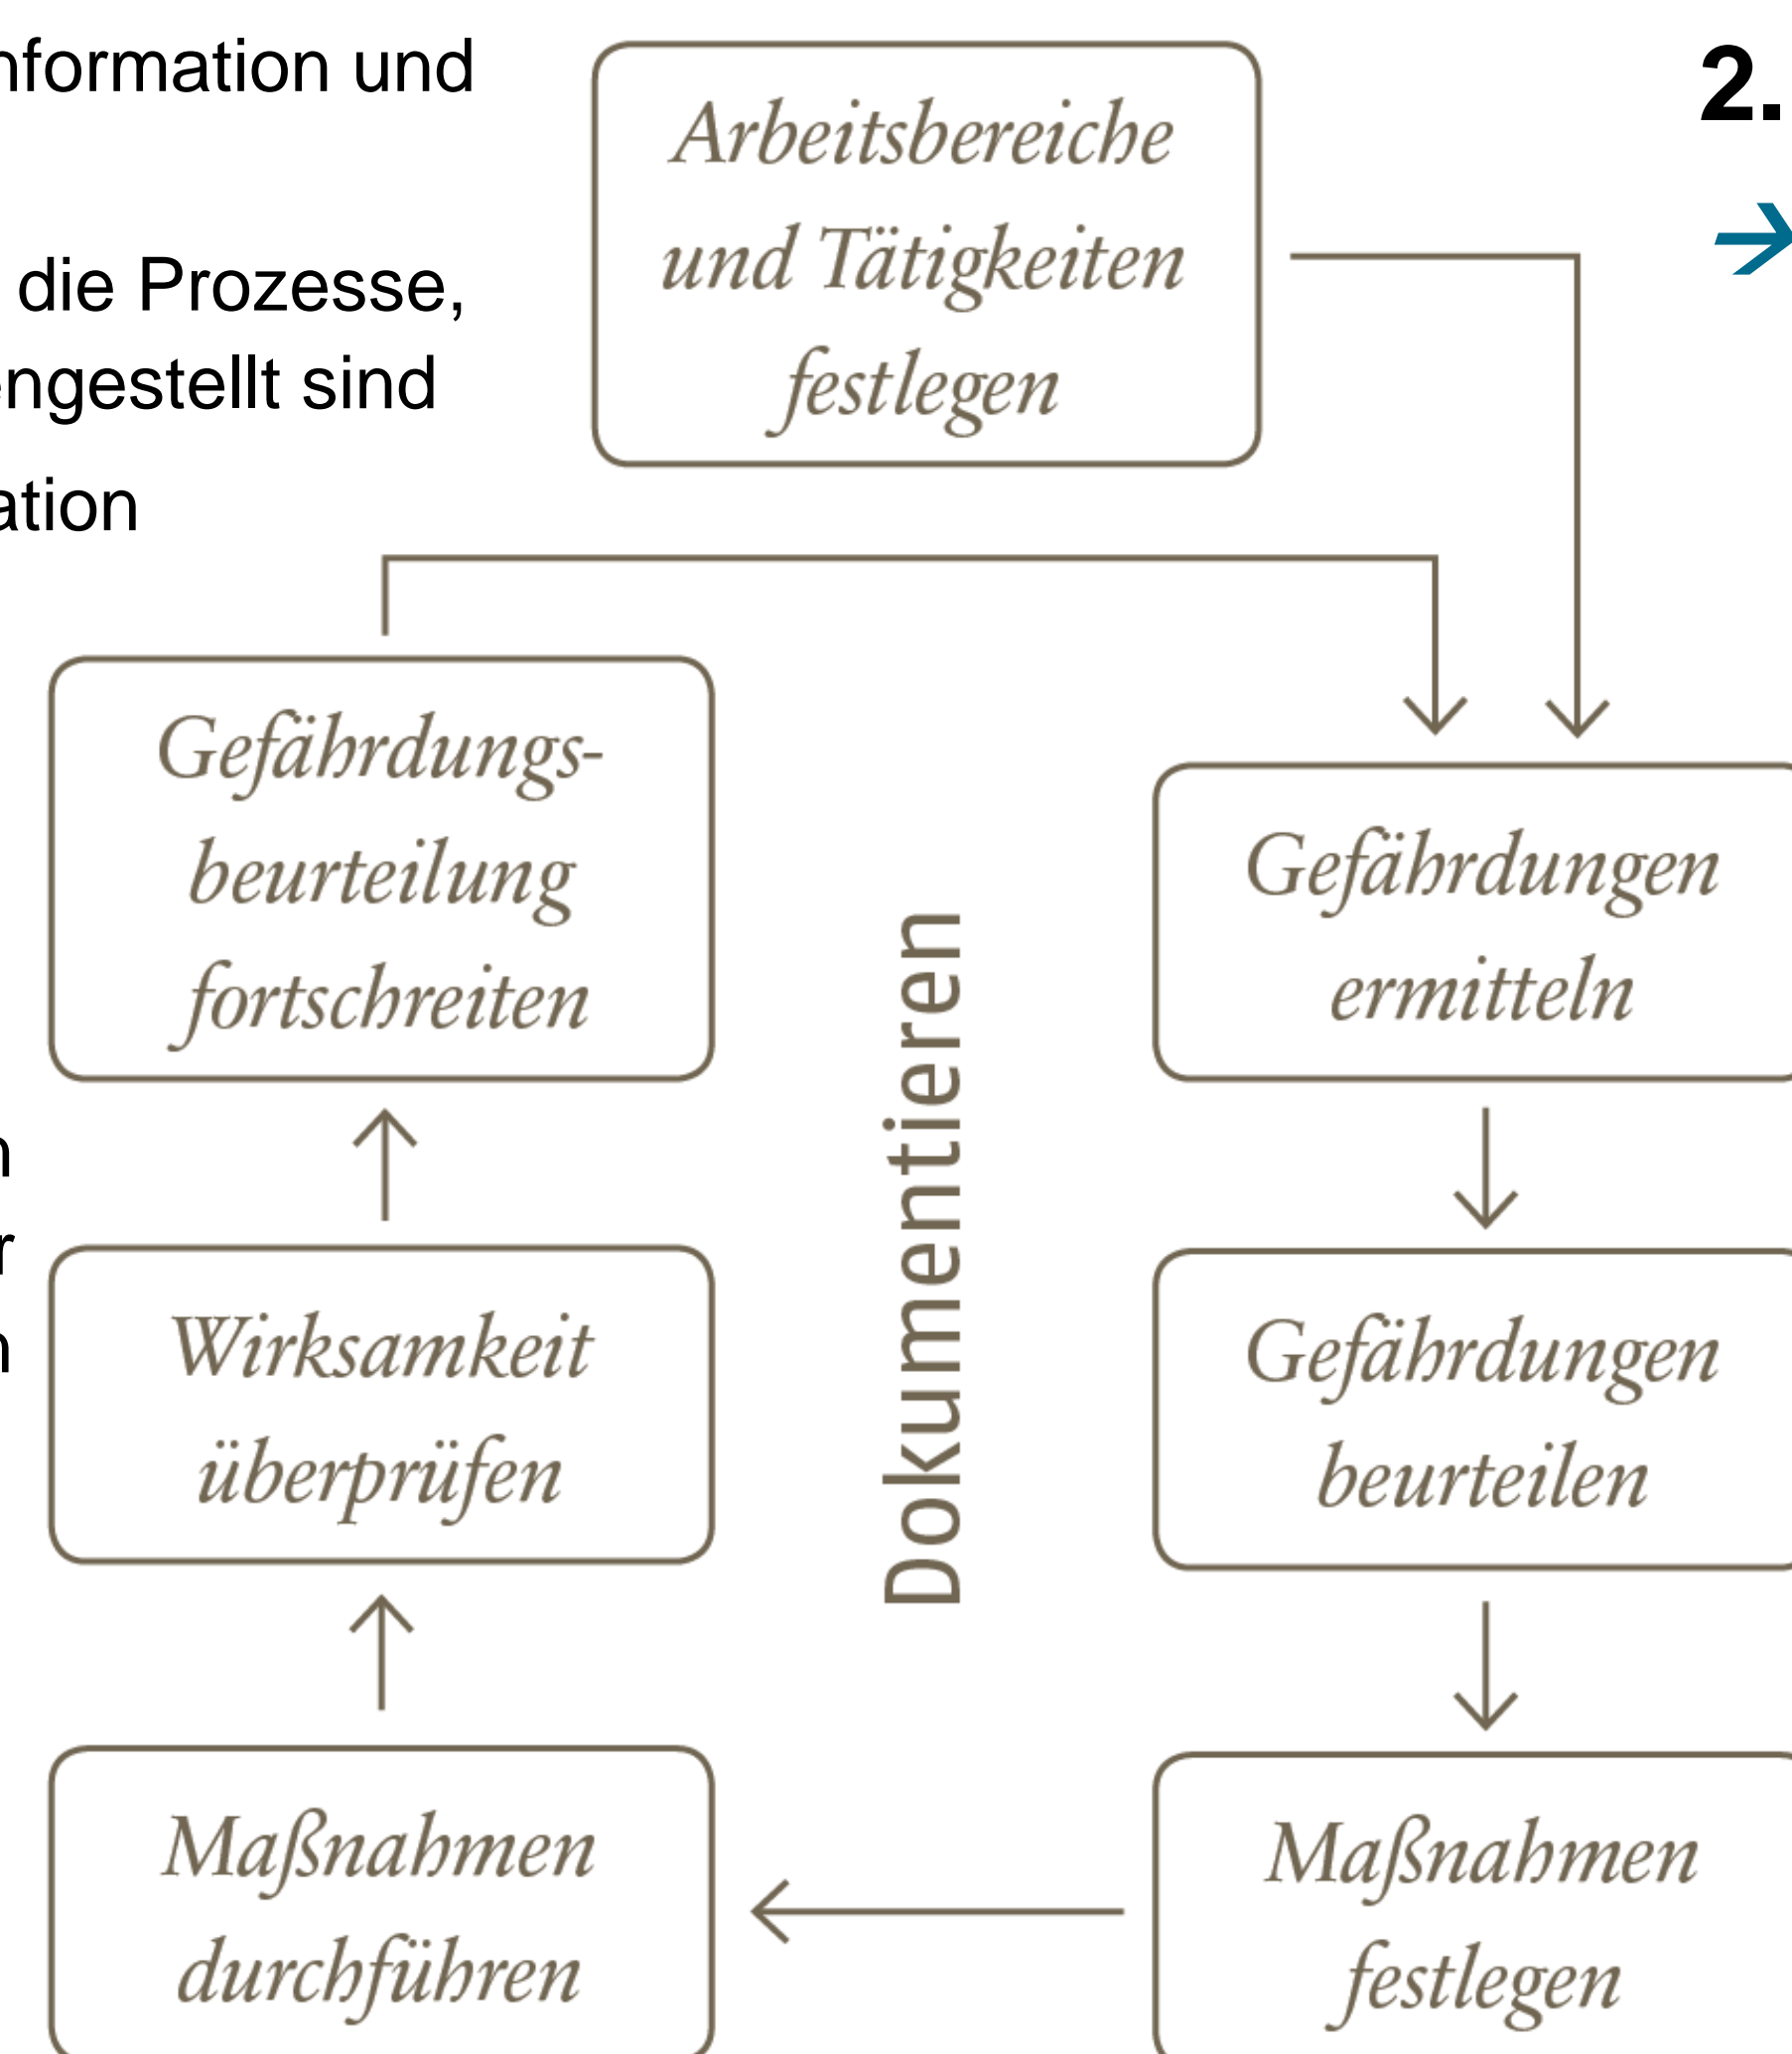 nformation und
die Prozesse,
engestellt sind
ation
n
r
n
2.
Arbeitsbereiche
und Tätigkeiten
festlegen
Gefährdungen
ermitteln
Gefährdungen
beurteilen
Maßnahmen
festlegen
Maßnahmen
durchführen
Wirksamkeit
überprüfen
Gefährdungs-
beurteilung
fortschreiten
Dokumentieren